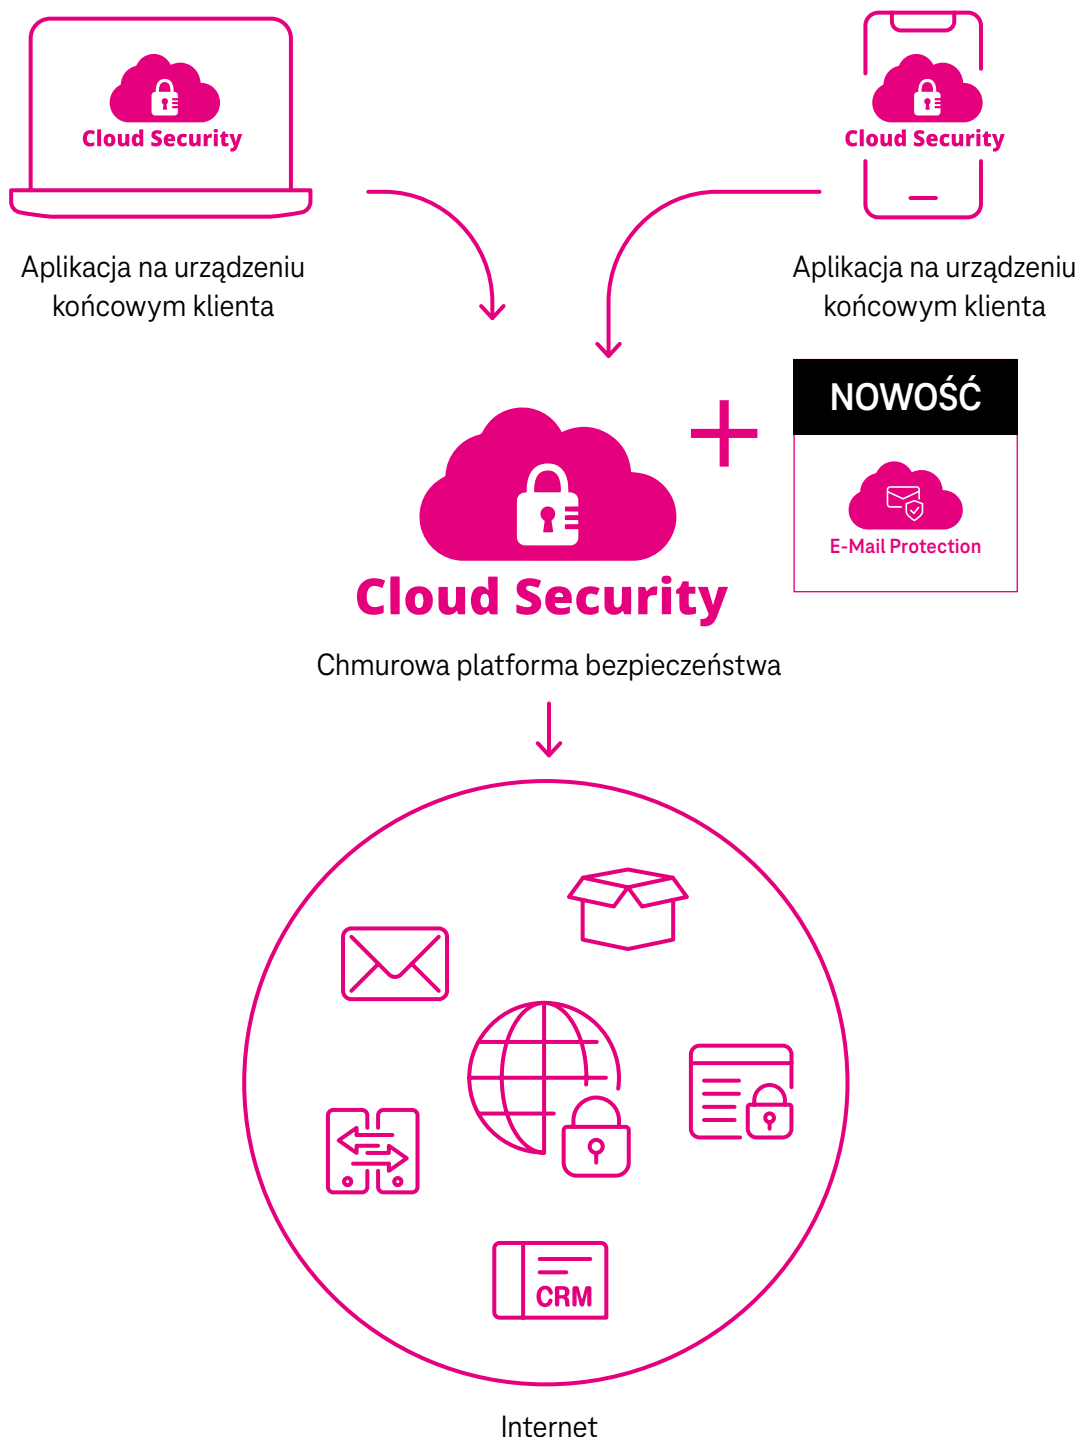 Cloud Security
Cloud Security
Aplikacja na urządzeniu
końcowym klienta
Aplikacja na urządzeniu
końcowym klienta
NOWOŚĆ
E-Mail Protection
Cloud Security
Chmurowa platforma bezpieczeństwa
CRM
Internet